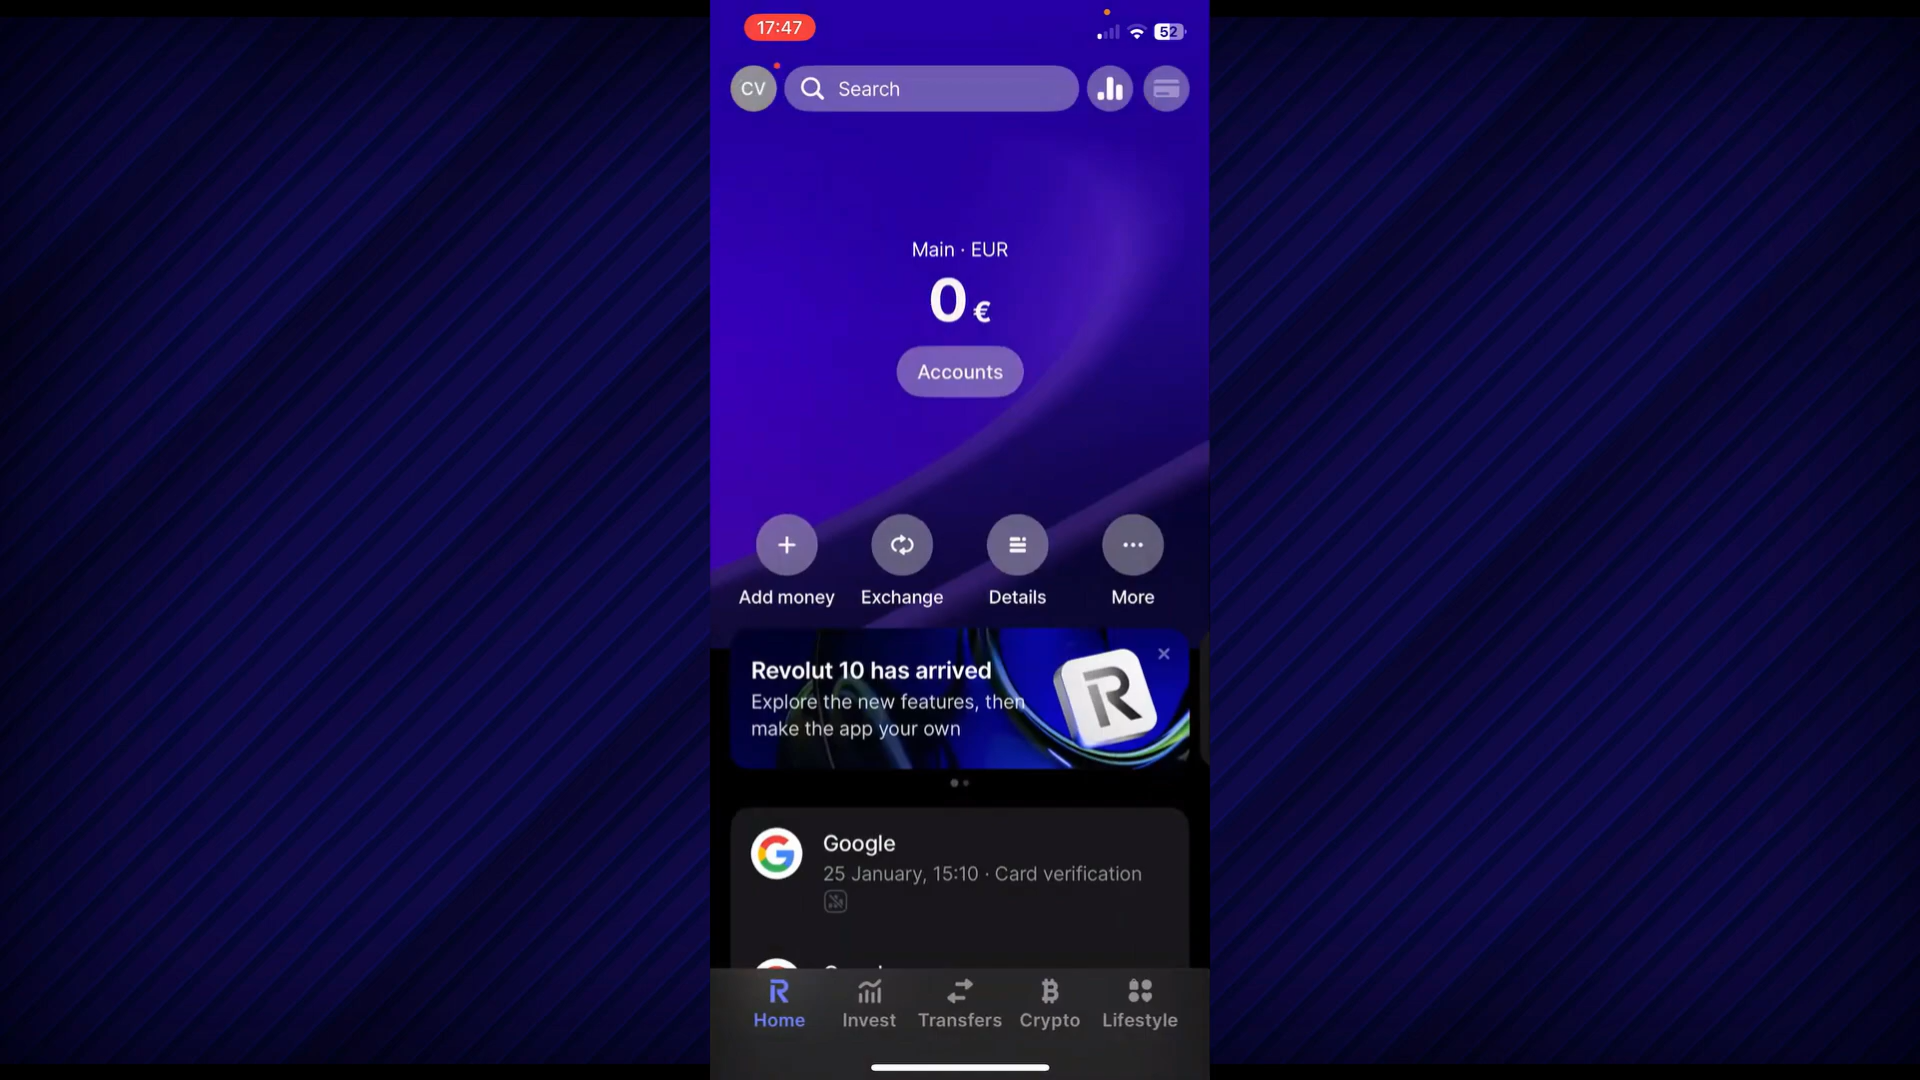 17:47
52
CV
Search
Main · EUR
0 €
Accounts
Add money
Exchange
Details
More
Revolut 10 has arrived
Explore the new features, then
make the app your own
Google
25 January, 15:10 · Card verification
Home
Invest
Transfers
Crypto
Lifestyle